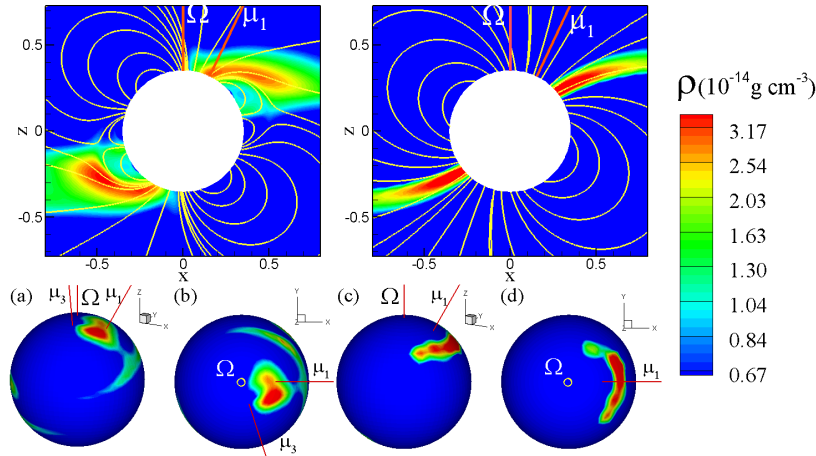 Ω μ1
Ω μ1
0.5
0
-0.5
z
-0.5 0 0.5
x
0.5
0
-0.5
z
-0.5 0 0.5
x
ρ(10-14g cm-3)
3.17
2.54
2.03
1.63
1.30
1.04
0.84
0.67
(a) μ3 Ω μ1 Z Y X
(b) Y Z X Ω μ1 μ3
(c) Ω μ1 Z Y X
(d) Y Z X Ω μ1